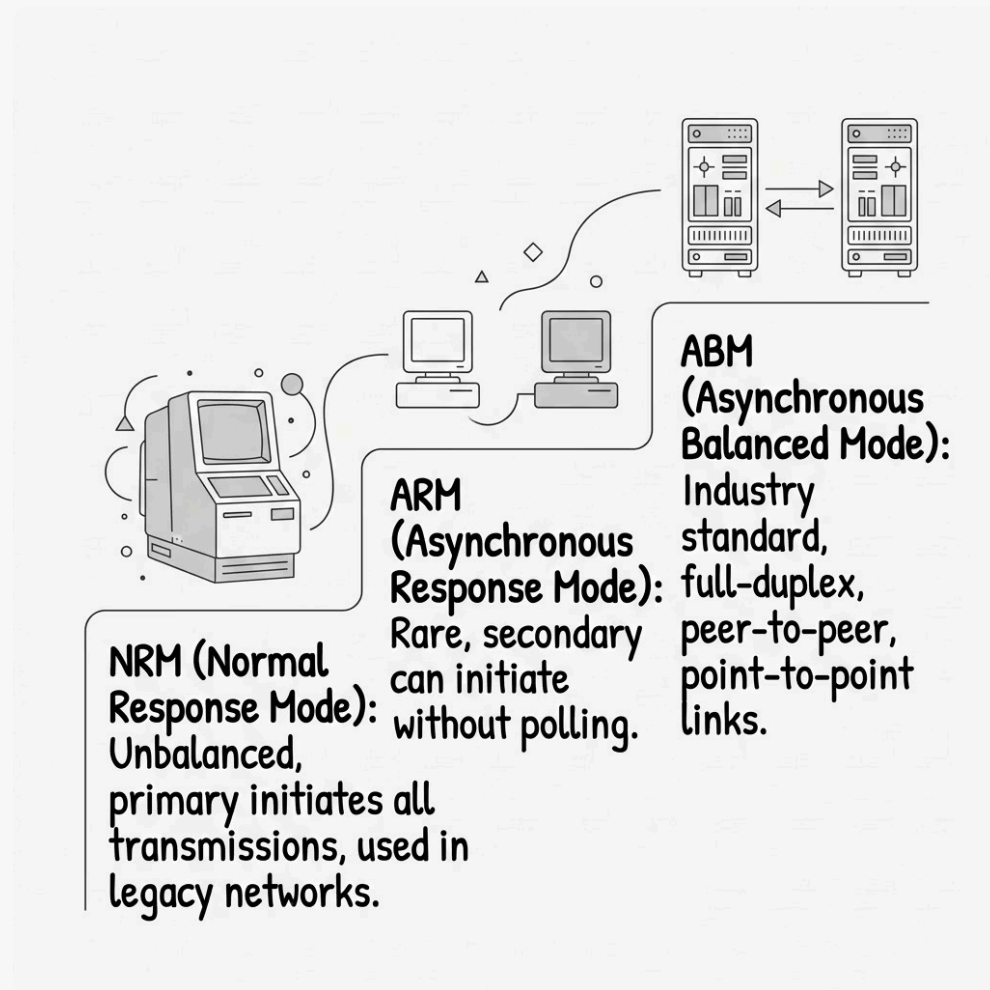 NRM (Normal
Response Mode):
Unbalanced,
primary initiates all
transmissions, used in
legacy networks.
ARM
(Asynchronous
Response Mode):
Rare, secondary
can initiate
without polling.
ABM
(Asynchronous
Balanced Mode):
Industry
standard,
full-duplex,
peer-to-peer,
point-to-point
links.